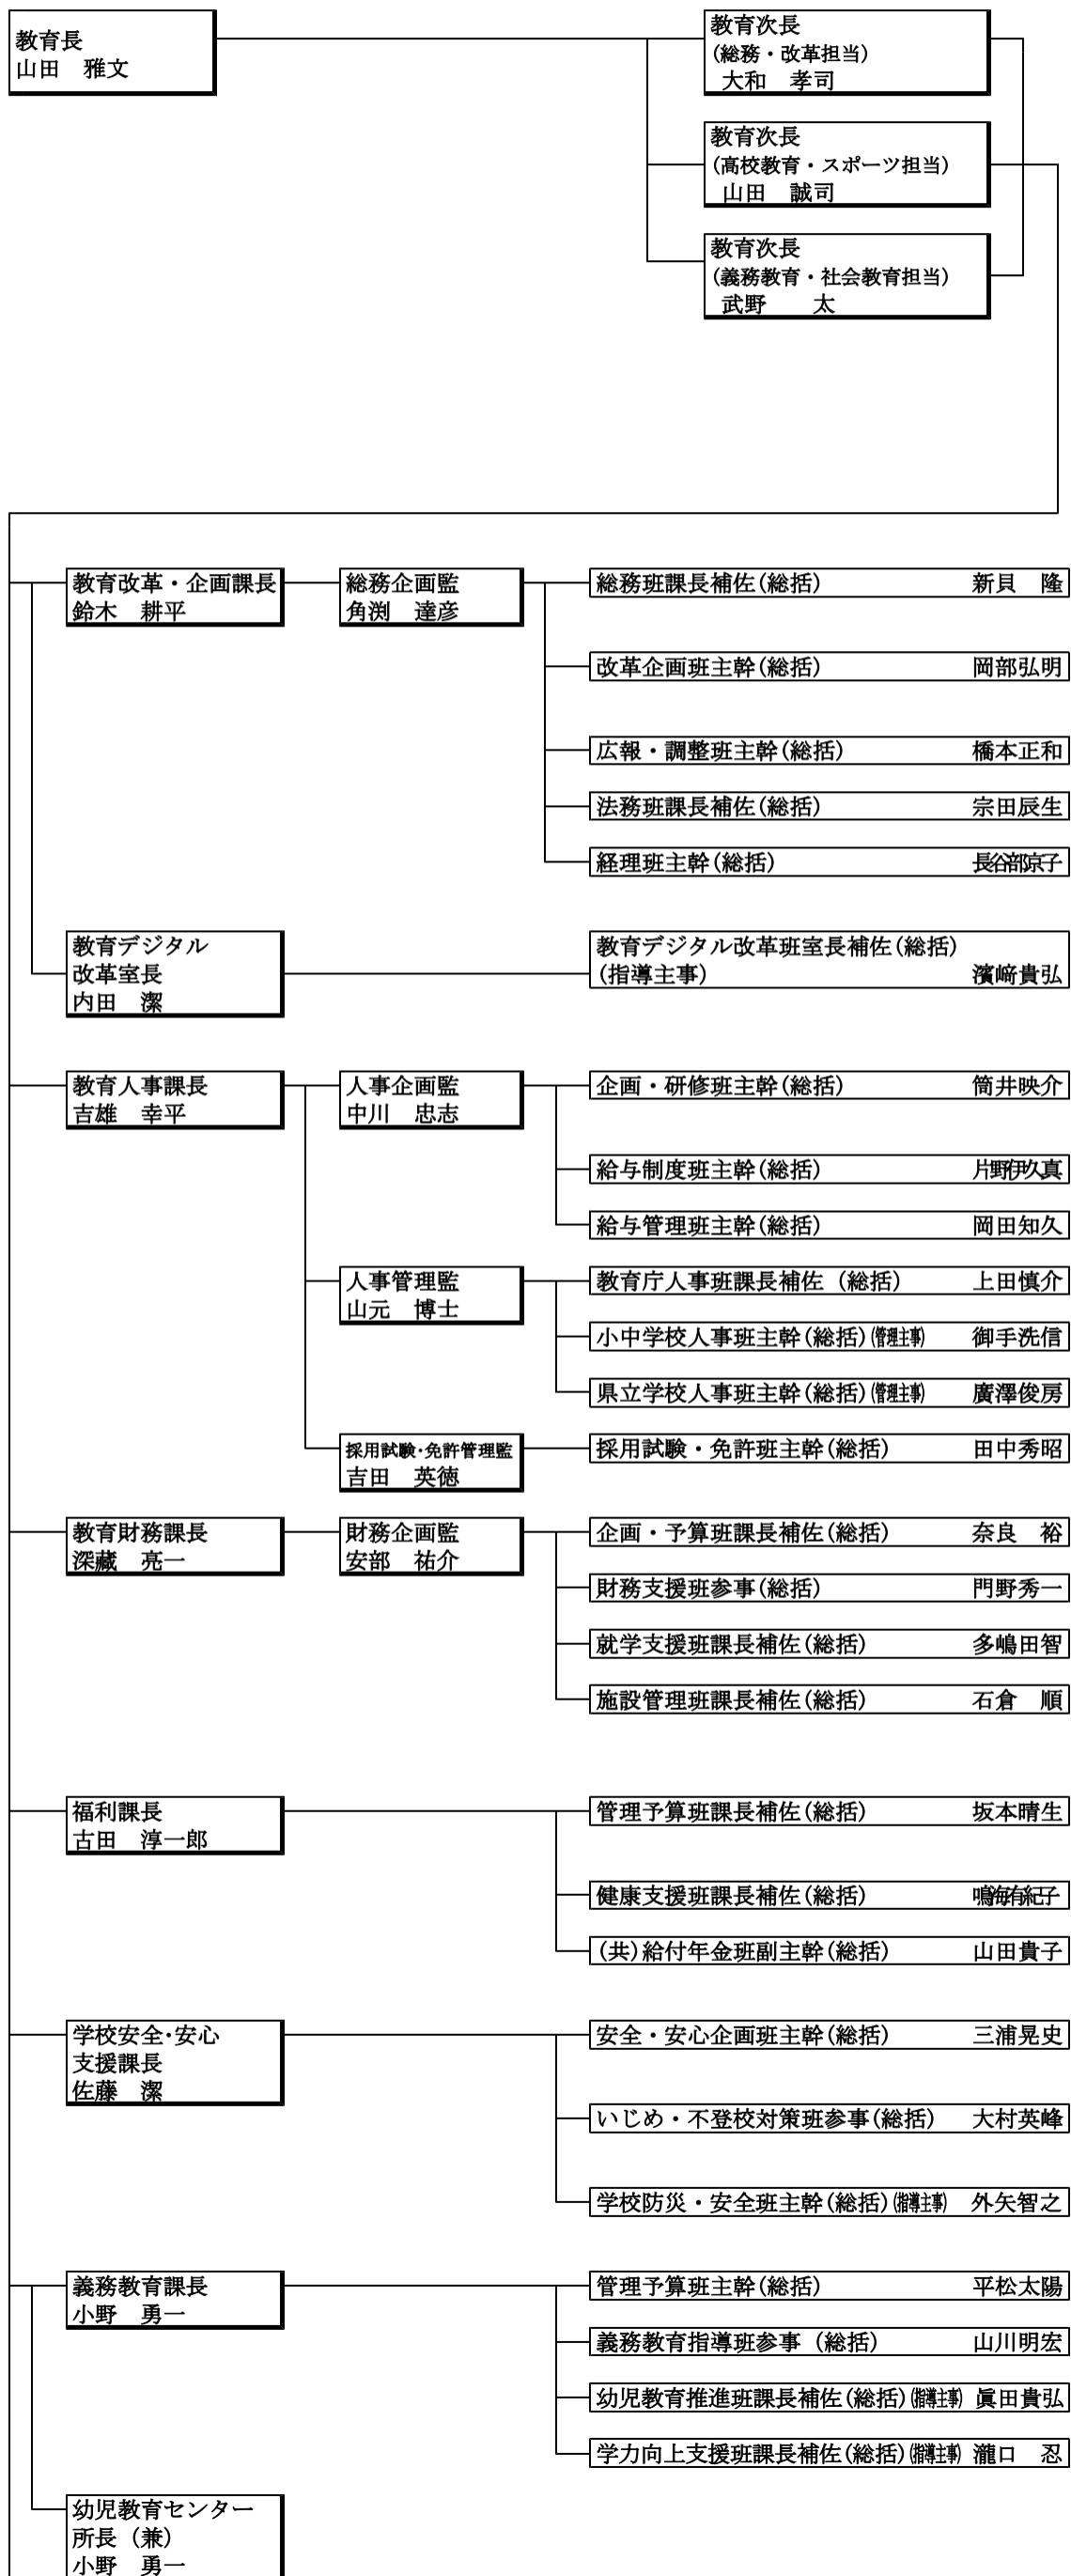 教育長
山田　雅文
教育次長
(総務・改革担当)
大和　孝司
教育次長
(高校教育・スポーツ担当)
山田　誠司
教育次長
(義務教育・社会教育担当)
武野　　太
教育改革・企画課長
鈴木　耕平
総務企画監
角渕　達彦
総務班課長補佐(総括)　新貝　隆
改革企画班主幹(総括)　岡部弘明
広報・調整班主幹(総括)　橋本正和
法務班課長補佐(総括)　宗田辰生
経理班主幹(総括)　長谷部京子
教育デジタル
改革室長
内田　潔
教育デジタル改革班室長補佐(総括)
(指導主事)　濱﨑貴弘
教育人事課長
吉雄　幸平
人事企画監
中川　忠志
企画・研修班主幹(総括)　筒井映介
給与制度班主幹(総括)　片野伊久真
給与管理班主幹(総括)　岡田知久
人事管理監
山元　博士
教育庁人事班課長補佐（総括）　上田慎介
小中学校人事班主幹(総括)(管理主事)　御手洗信
県立学校人事班主幹(総括)(管理主事)　廣澤俊房
採用試験･免許管理監
吉田　英徳
採用試験・免許班主幹(総括)　田中秀昭
教育財務課長
深藏　亮一
財務企画監
安部　祐介
企画・予算班課長補佐(総括)　奈良　裕
財務支援班参事(総括)　門野秀一
就学支援班課長補佐(総括)　多嶋田智
施設管理班課長補佐(総括)　石倉　順
福利課長
古田　淳一郎
管理予算班課長補佐(総括)　坂本晴生
健康支援班課長補佐(総括)　鳴海有紀子
(共)給付年金班副主幹(総括)　山田貴子
学校安全･安心
支援課長
佐藤　潔
安全・安心企画班主幹(総括)　三浦晃史
いじめ・不登校対策班参事(総括)　大村英峰
学校防災・安全班主幹(総括)(指導主事)　外矢智之
義務教育課長
小野　勇一
管理予算班主幹(総括)　平松太陽
義務教育指導班参事（総括）　山川明宏
幼児教育推進班課長補佐(総括)(指導主事)　眞田貴弘
学力向上支援班課長補佐(総括)(指導主事)　瀧口　忍
幼児教育センター
所長（兼）
小野　勇一